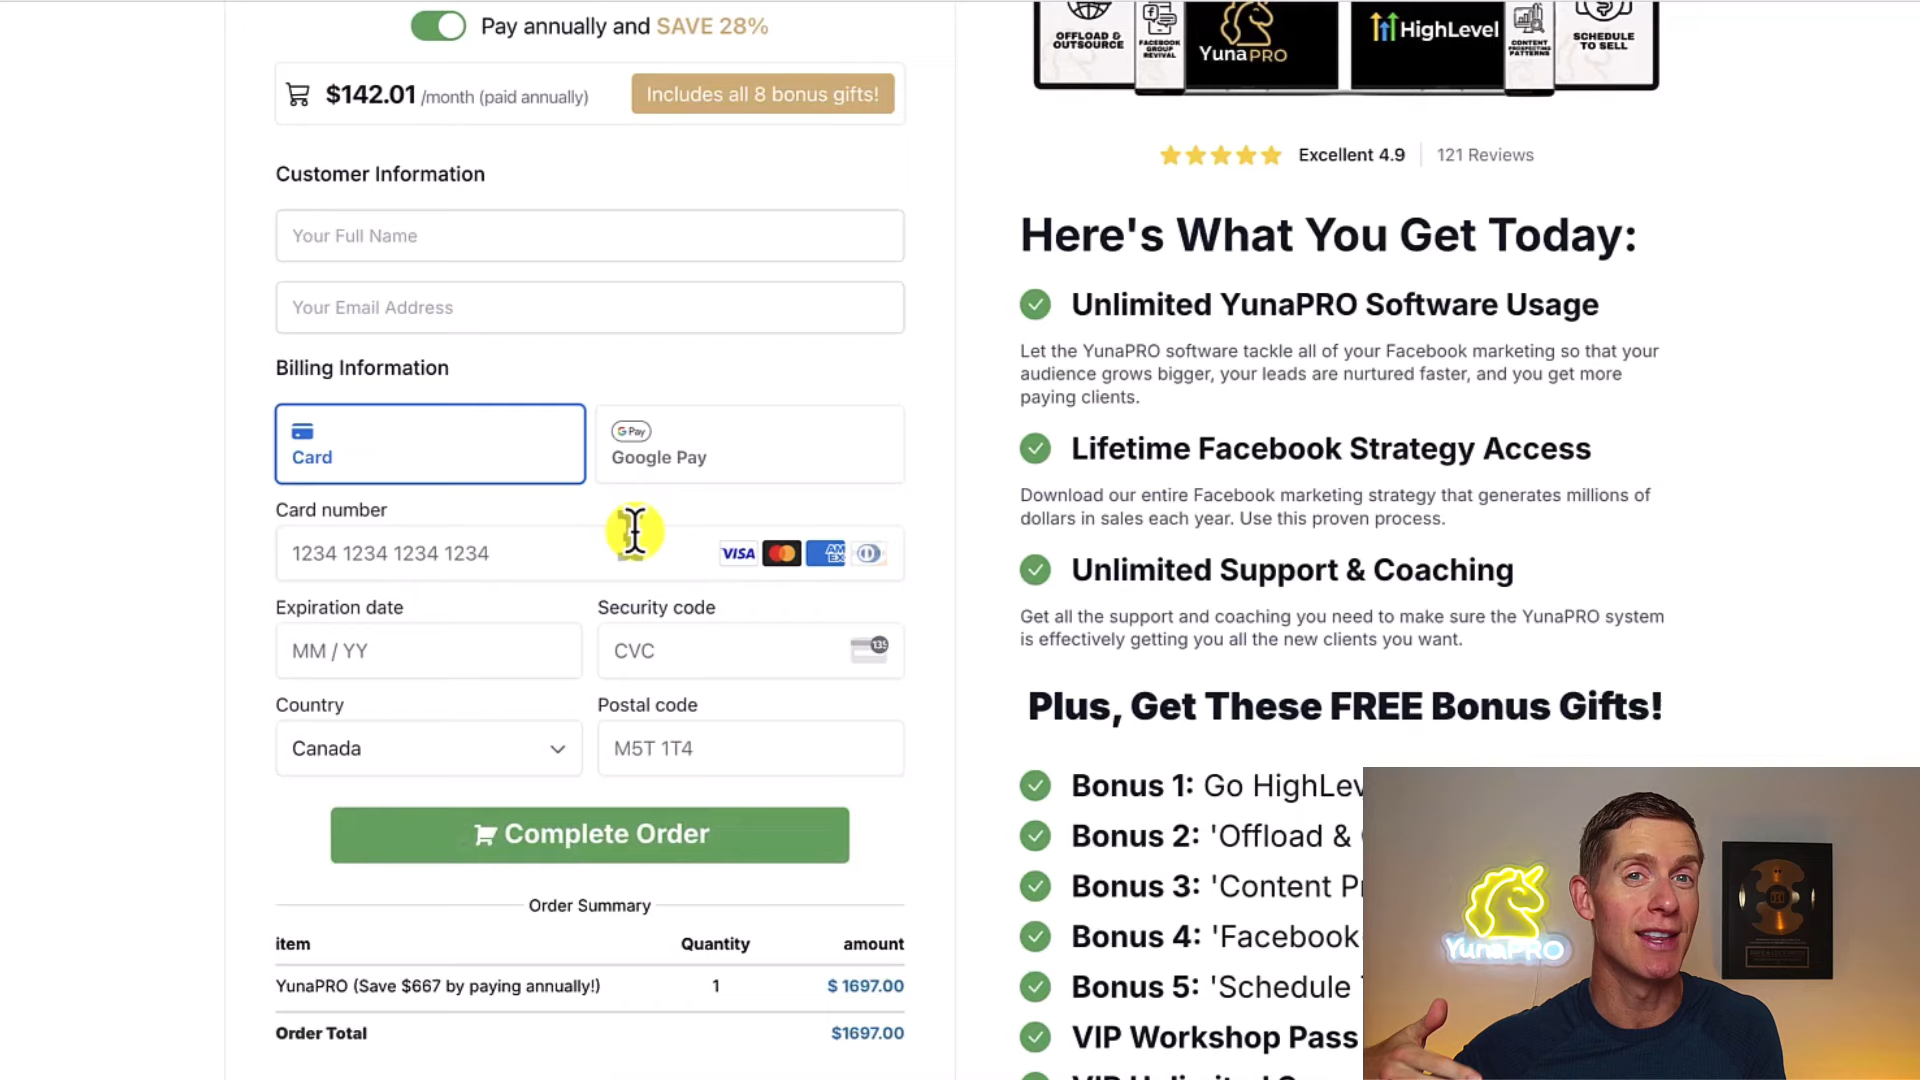 Pay annually and SAVE 28%
$142.01 /month (paid annually)
Includes all 8 bonus gifts!
Customer Information
Your Full Name
Your Email Address
Billing Information
Card
G Pay
Google Pay
Card number
1234 1234 1234 1234
VISA
AM
EX
Expiration date
Security code
MM / YY
CVC
135
Country
Postal code
Canada
M5T 1T4
Complete Order
Order Summary
item Quantity amount
YunaPRO (Save $667 by paying annually!) 1 $ 1697.00
Order Total $1697.00
OFFLOAD &
OUTSOURCE
FACEBOOK
GROUP
REVIVAL
YunaPRO
HighLevel
CONTENT
PROSPECTING
PATTERNS
SCHEDULE
TO SELL
Excellent 4.9
121 Reviews
Here's What You Get Today:
Unlimited YunaPRO Software Usage
Let the YunaPRO software tackle all of your Facebook marketing so that your
audience grows bigger, your leads are nurtured faster, and you get more
paying clients.
Lifetime Facebook Strategy Access
Download our entire Facebook marketing strategy that generates millions of
dollars in sales each year. Use this proven process.
Unlimited Support & Coaching
Get all the support and coaching you need to make sure the YunaPRO system
is effectively getting you all the new clients you want.
Plus, Get These FREE Bonus Gifts!
Bonus 1: Go HighLev
Bonus 2: 'Offload &
Bonus 3: 'Content P
Bonus 4: 'Facebook
Bonus 5: 'Schedule
VIP Workshop Pass
YunaPRO